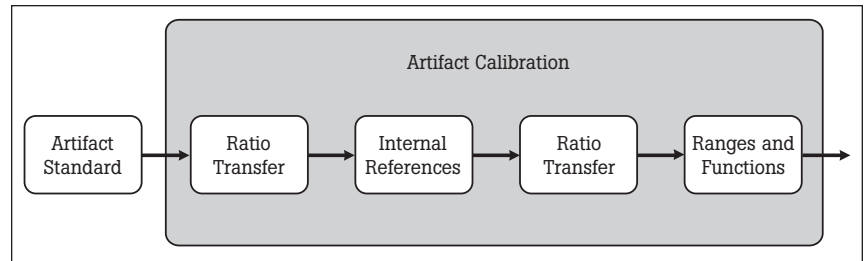 Artifact Calibration
Artifact
Standard
Ratio
Transfer
Internal
References
Ratio
Transfer
Ranges and
Functions